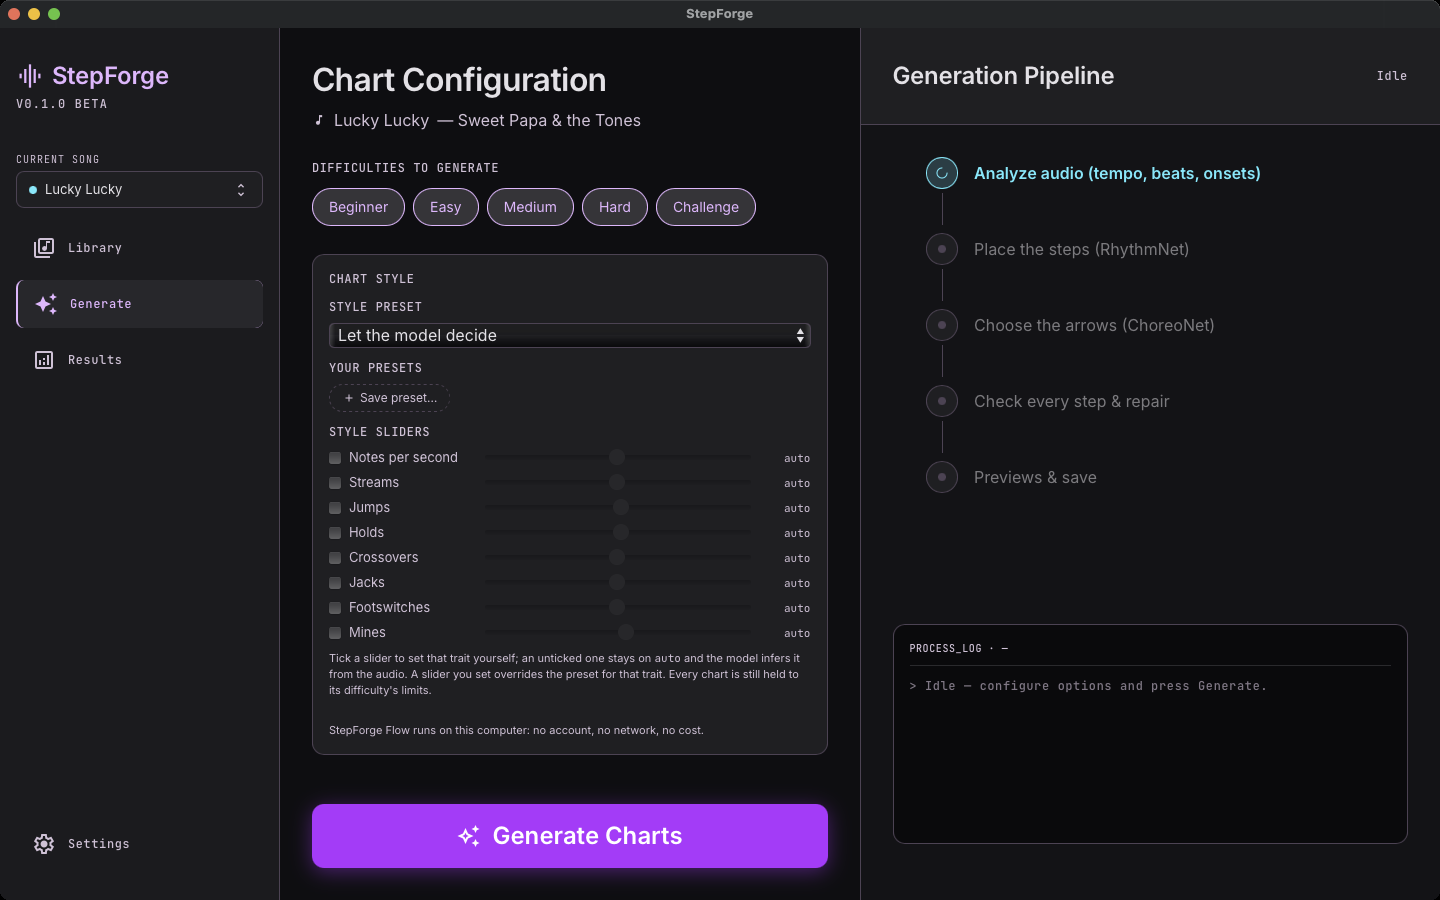 StepForge
StepForge
V0.1.0 BETA
CURRENT SONG
Lucky Lucky
Library
Generate
Results
Settings
Chart Configuration
Lucky Lucky — Sweet Papa & the Tones
DIFFICULTIES TO GENERATE
Beginner Easy Medium Hard Challenge
CHART STYLE
STYLE PRESET
Let the model decide
YOUR PRESETS
+ Save preset…
STYLE SLIDERS
Notes per second auto
Streams auto
Jumps auto
Holds auto
Crossovers auto
Jacks auto
Footswitches auto
Mines auto
Tick a slider to set that trait yourself; an unticked one stays on auto and the model infers it
from the audio. A slider you set overrides the preset for that trait. Every chart is still held to
its difficulty's limits.
StepForge Flow runs on this computer: no account, no network, no cost.
Generate Charts
Generation Pipeline
Idle
Analyze audio (tempo, beats, onsets)
Place the steps (RhythmNet)
Choose the arrows (ChoreoNet)
Check every step & repair
Previews & save
PROCESS_LOG · —
> Idle — configure options and press Generate.